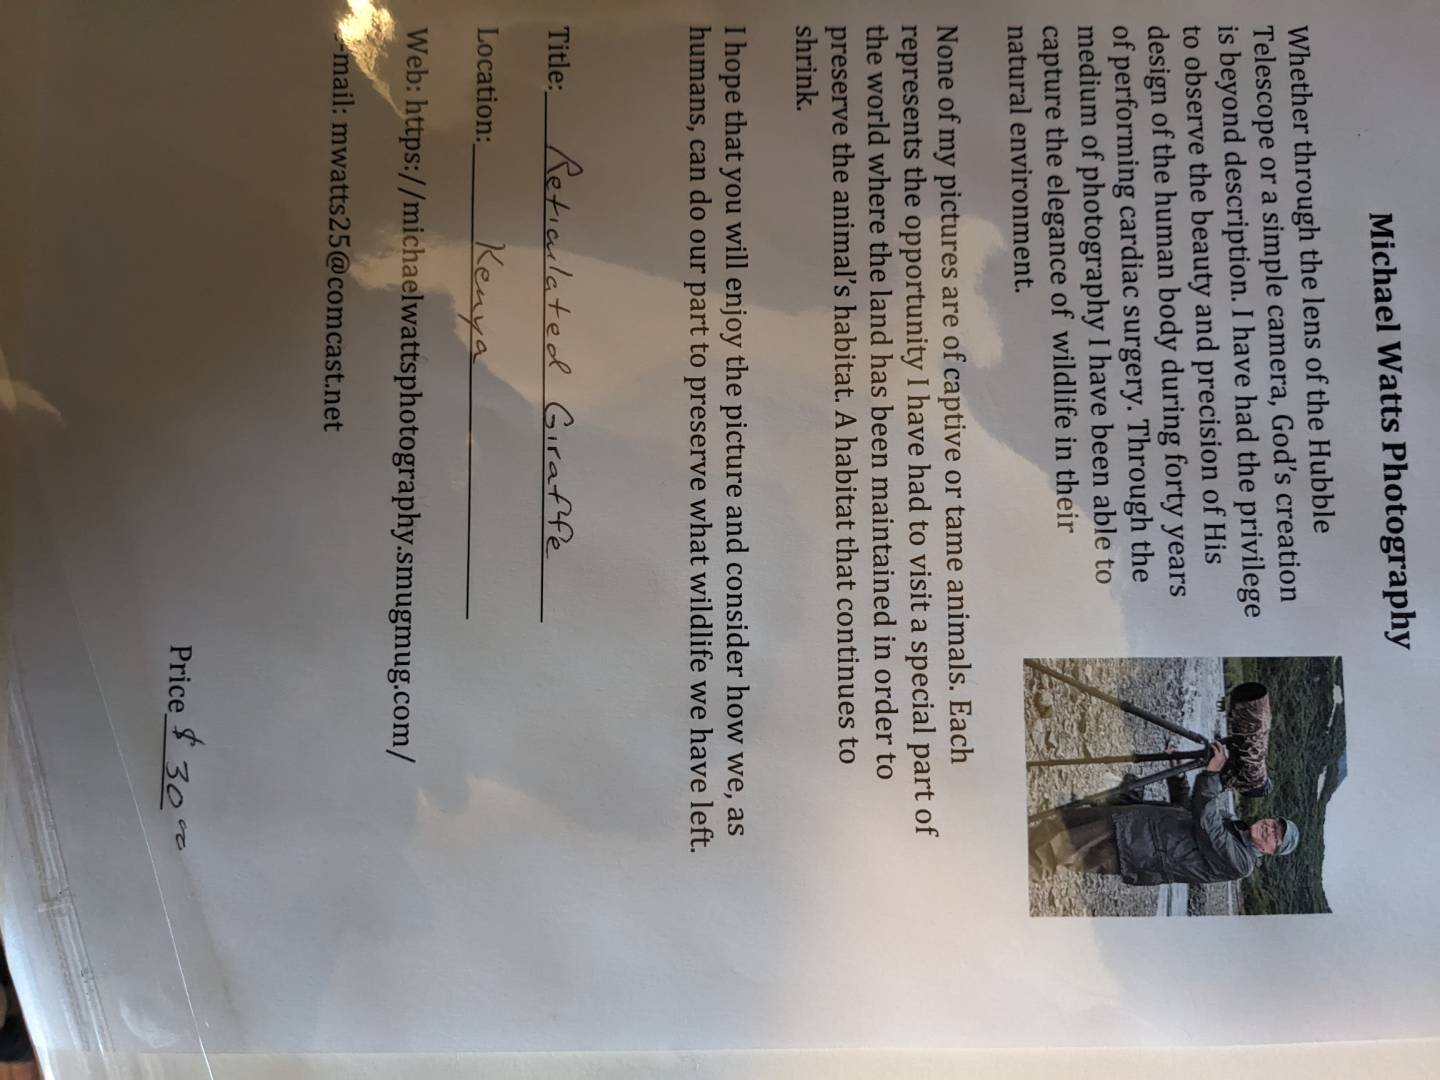 Michael Watts Photography
Whether through the lens of the Hubble
Telescope or a simple camera, God's creation
is beyond description. I have had the privilege
to observe the beauty and precision of His
design of the human body during forty years
of performing cardiac surgery. Through the
medium of photography I have been able to
capture the elegance of wildlife in their
natural environment.
None of my pictures are of captive or tame animals. Each
represents the opportunity I have had to visit a special part of
the world where the land has been maintained in order to
preserve the animal's habitat. A habitat that continues to
shrink.
I hope that you will enjoy the picture and consider how we, as
humans, can do our part to preserve what wildlife we have left.
Title: Reticulated Giraffe
Location: Kenya
Web: https://michaelwattsphotography.smugmug.com/
-mail: mwatts25@comcast.net
Price $ 30 00